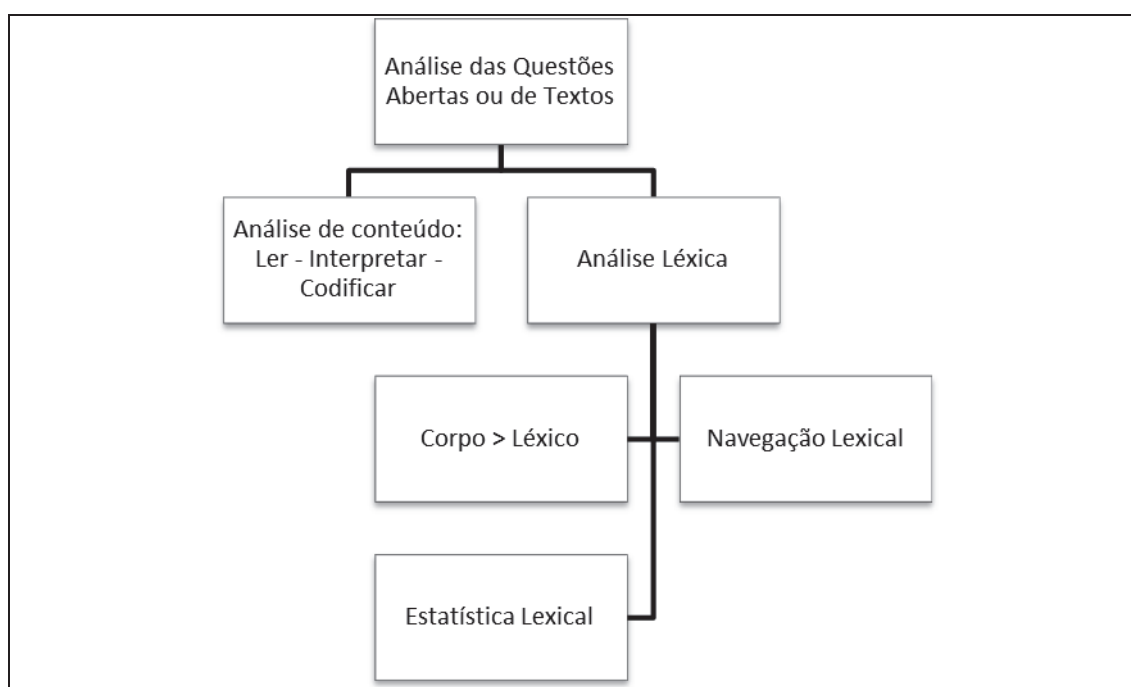 Análise das Questões
Abertas ou de Textos
Análise de conteúdo:
Ler - Interpretar -
Codificar
Análise Léxica
Corpo > Léxico
Navegação Lexical
Estatística Lexical